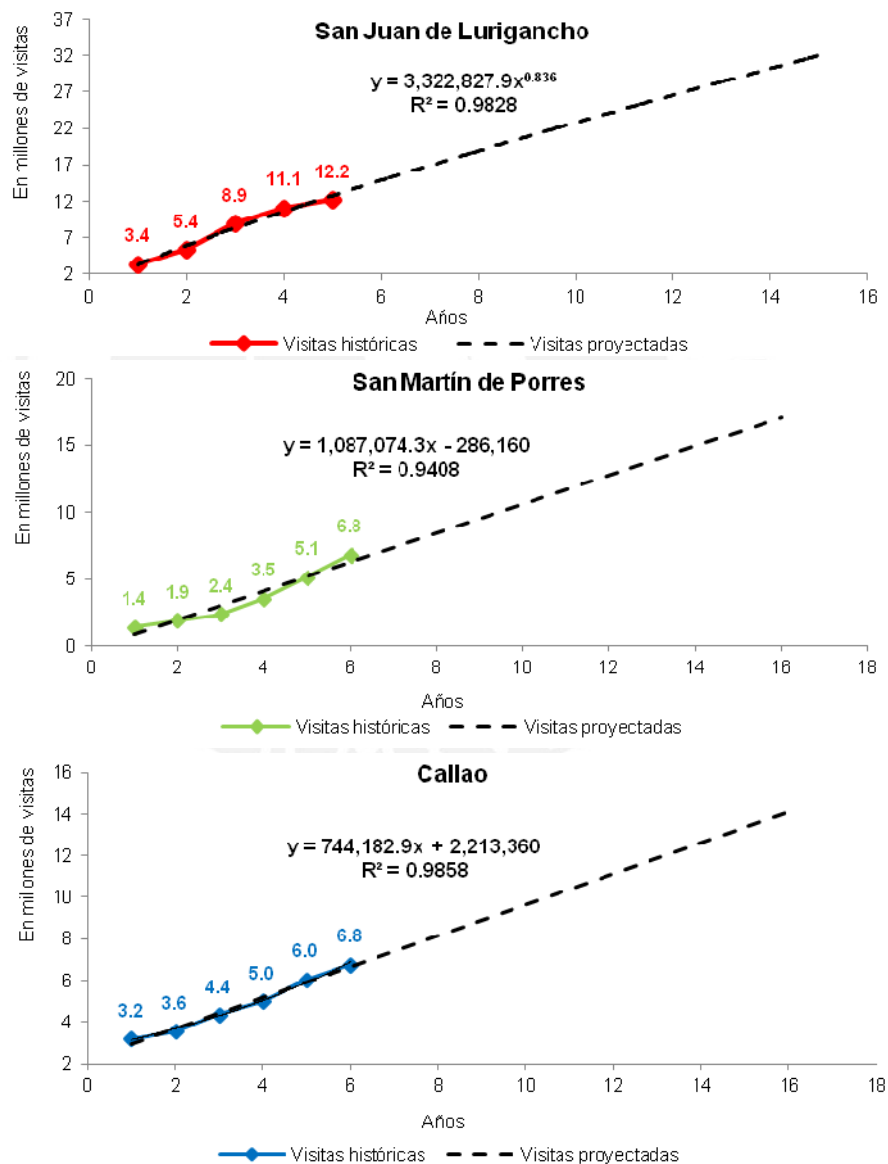 San Juan de Lurigancho
En millones de visitas
37
32
27
22
17
12
7
2
y = 3,322,827.9x^0.836
R² = 0.9828
3.4
5.4
8.9
11.1
12.2
0 2 4 6 8 10 12 14 16
Años
Visitas históricas Visitas proyectadas
San Martín de Porres
En millones de visitas
20
15
10
5
0
y = 1,087,074.3x - 286,160
R² = 0.9408
1.4
1.9
2.4
3.5
5.1
6.8
0 2 4 6 8 10 12 14 16 18
Años
Visitas históricas Visitas proyectadas
Callao
En millones de visitas
16
14
12
10
8
6
4
2
y = 744,182.9x + 2,213,360
R² = 0.9858
3.2
3.6
4.4
5.0
6.0
6.8
0 2 4 6 8 10 12 14 16 18
Años
Visitas históricas Visitas proyectadas